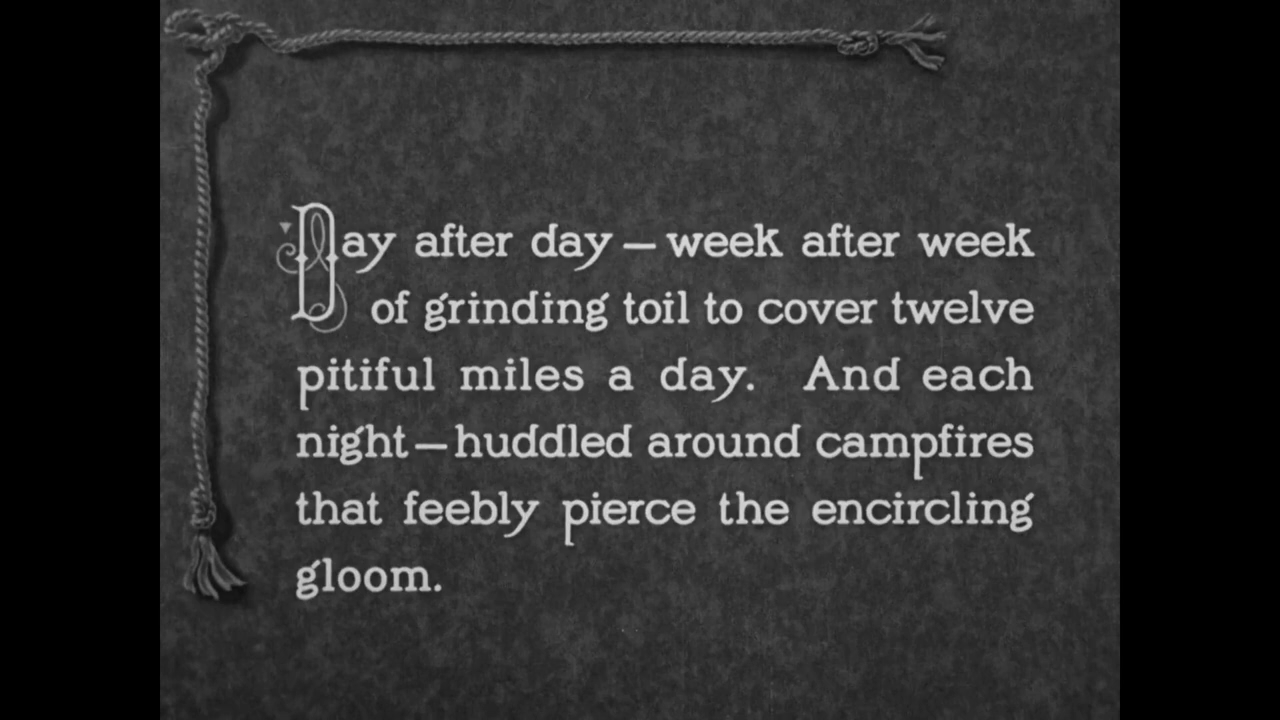 Day after day — week after week
of grinding toil to cover twelve
pitiful miles a day. And each
night — huddled around campfires
that feebly pierce the encircling
gloom.